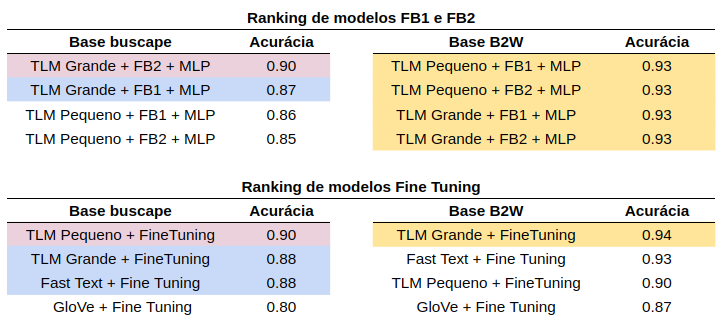 Ranking de modelos FB1 e FB2
Base buscape Acurácia Base B2W Acurácia
TLM Grande + FB2 + MLP 0.90 TLM Pequeno + FB1 + MLP 0.93
TLM Grande + FB1 + MLP 0.87 TLM Pequeno + FB2 + MLP 0.93
TLM Pequeno + FB1 + MLP 0.86 TLM Grande + FB1 + MLP 0.93
TLM Pequeno + FB2 + MLP 0.85 TLM Grande + FB2 + MLP 0.93
Ranking de modelos Fine Tuning
Base buscape Acurácia Base B2W Acurácia
TLM Pequeno + FineTuning 0.90 TLM Grande + FineTuning 0.94
TLM Grande + FineTuning 0.88 Fast Text + Fine Tuning 0.93
Fast Text + Fine Tuning 0.88 TLM Pequeno + FineTuning 0.90
GloVe + Fine Tuning 0.80 GloVe + Fine Tuning 0.87